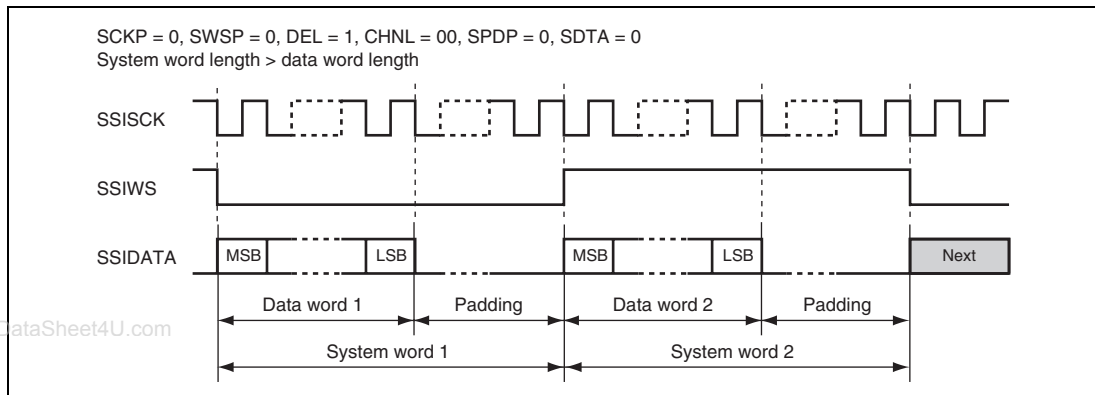 SCKP = 0, SWSP = 0, DEL = 1, CHNL = 00, SPDP = 0, SDTA = 0
System word length > data word length
SSISCK
SSIWS
SSIDATA MSB LSB MSB LSB Next
Data word 1 Padding Data word 2 Padding
DataSheet4U.com
System word 1 System word 2